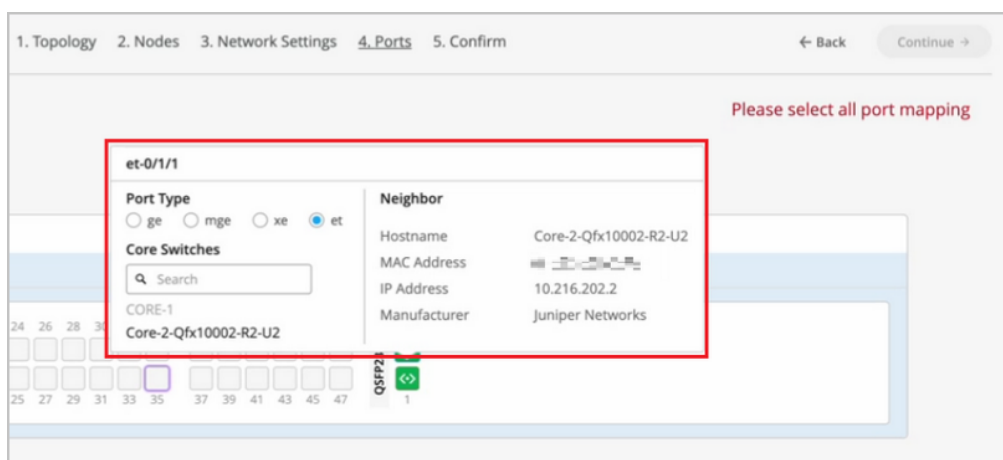 1. Topology 2. Nodes 3. Network Settings 4. Ports 5. Confirm ← Back Continue →
Please select all port mapping
et-0/1/1
Port Type
ge mge xe et
Core Switches
Search
CORE-1
Core-2-Qfx10002-R2-U2
Neighbor
Hostname Core-2-Qfx10002-R2-U2
MAC Address
IP Address 10.216.202.2
Manufacturer Juniper Networks
24 26 28
25 27 29 31 33 35 37 39 41 43 45 47 1